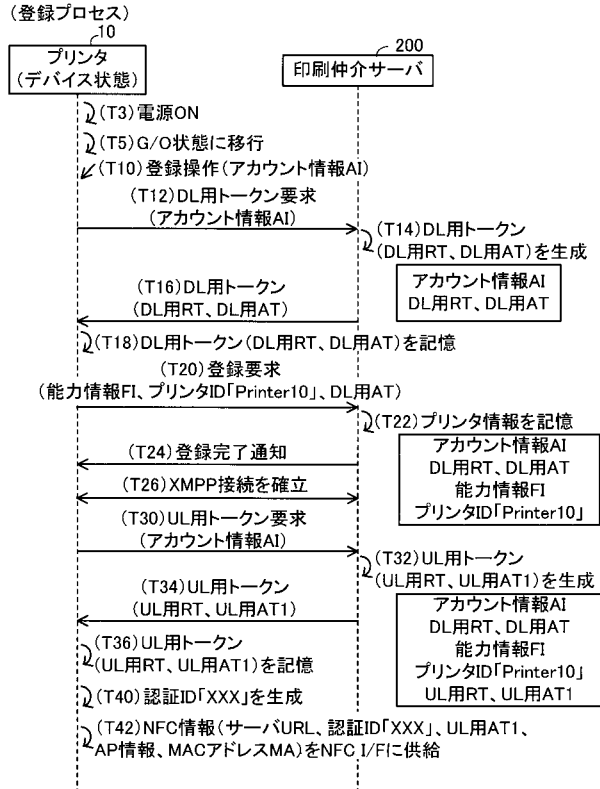 (登録プロセス)
10
プリンタ
(デバイス状態)
200
印刷仲介サーバ
(T3)電源ON
(T5)G/O状態に移行
(T10)登録操作(アカウント情報AI)
(T12)DL用トークン要求
(アカウント情報AI)
(T14)DL用トークン
(DL用RT、DL用AT)を生成
アカウント情報AI
DL用RT、DL用AT
(T16)DL用トークン
(DL用RT、DL用AT)
(T18)DL用トークン(DL用RT、DL用AT)を記憶
(T20)登録要求
(能力情報FI、プリンタID「Printer10」、DL用AT)
(T22)プリンタ情報を記憶
アカウント情報AI
DL用RT、DL用AT
能力情報FI
プリンタID「Printer10」
(T24)登録完了通知
(T26)XMPP接続を確立
(T30)UL用トークン要求
(アカウント情報AI)
(T32)UL用トークン
(UL用RT、UL用AT1)を生成
アカウント情報AI
DL用RT、DL用AT
能力情報FI
プリンタID「Printer10」
UL用RT、UL用AT1
(T34)UL用トークン
(UL用RT、UL用AT1)
(T36)UL用トークン
(UL用RT、UL用AT1)を記憶
(T40)認証ID「XXX」を生成
(T42)NFC情報(サーバURL、認証ID「XXX」、UL用AT1、
AP情報、MACアドレスMA)をNFC I/Fに供給